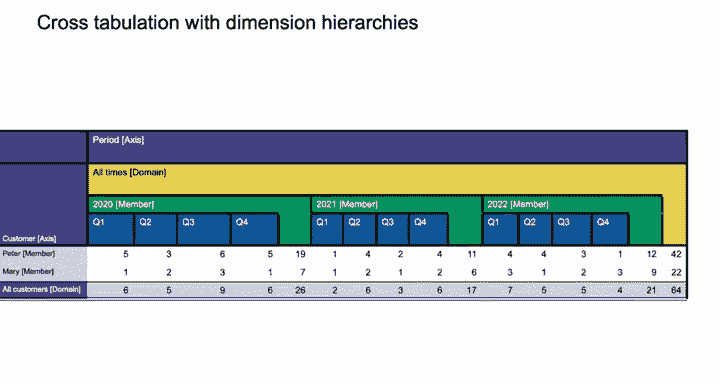 Cross tabulation with dimension hierarchies
Period [Axis]
All times [Domain]
2020 [Member] 2021 [Member] 2022 [Member]
Q1 Q2 Q3 Q4 Q1 Q2 Q3 Q4 Q1 Q2 Q3 Q4
Customer [Axis]
Peter [Member] 5 3 6 5 19 1 4 2 4 11 4 4 3 1 12 42
Mary [Member] 1 2 3 1 7 1 2 1 2 6 3 1 2 3 9 22
All customers [Domain] 6 5 9 6 26 2 6 3 6 17 7 5 5 4 21 64